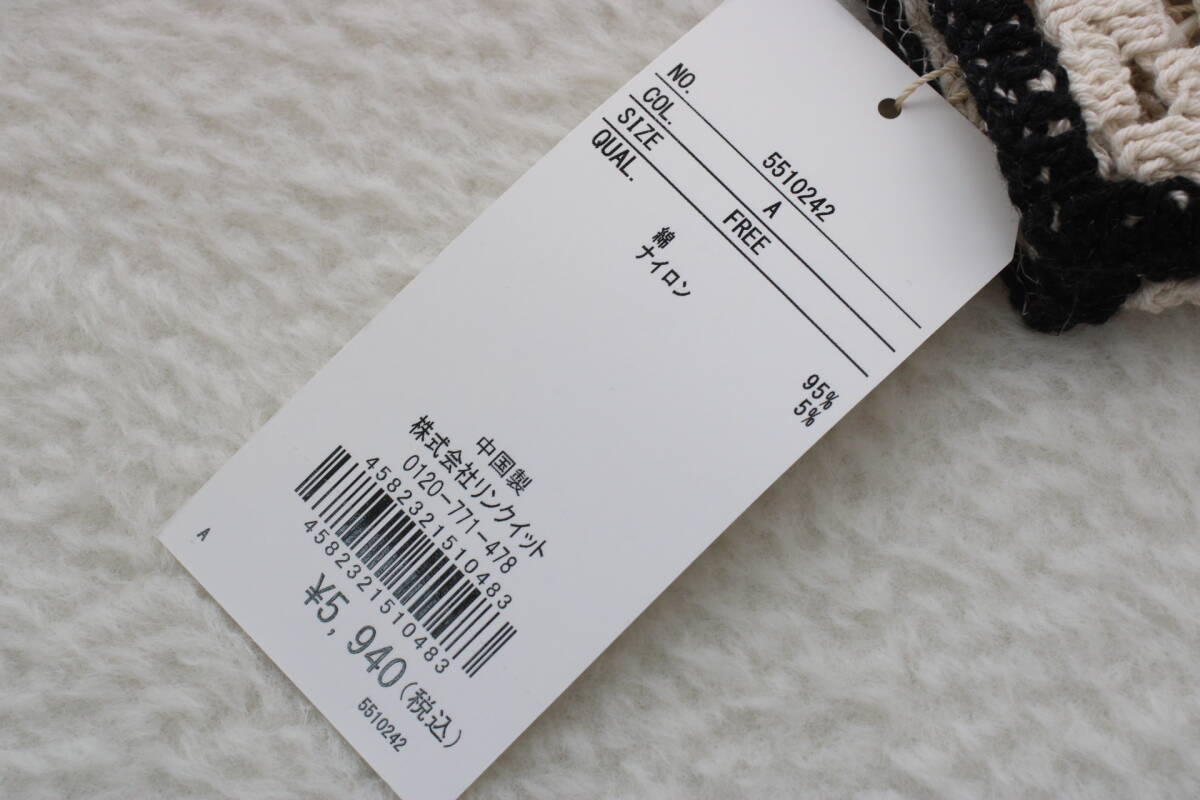 NO. 5510242
COL. A
SIZE FREE
QUAL.
綿 95%
ナイロン 5%
中国製
株式会社リンクイット
0120-771-478
4582321510483
4582321510483
¥5,940(税込)
5510242
A